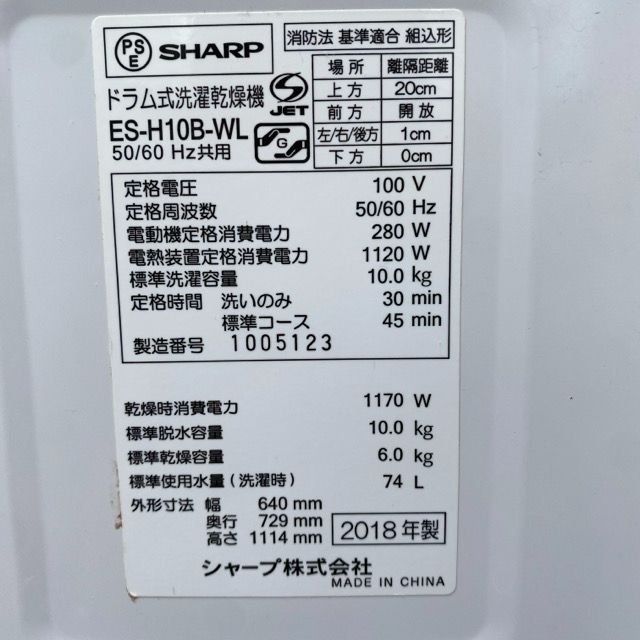 PS
E
SHARP
消防法 基準適合 組込形
ドラム式洗濯乾燥機
S
JET
ES-H10B-WL
50/60 Hz共用
G
場所 離隔距離
上方 20cm
前方 開放
左/右/後方 1cm
下方 0cm
定格電圧 100 V
定格周波数 50/60 Hz
電動機定格消費電力 280 W
電熱装置定格消費電力 1120 W
標準洗濯容量 10.0 kg
定格時間 洗いのみ 30 min
標準コース 45 min
製造番号 1005123
乾燥時消費電力 1170 W
標準脱水容量 10.0 kg
標準乾燥容量 6.0 kg
標準使用水量(洗濯時) 74 L
外形寸法 幅 640 mm
奥行 729 mm
高さ 1114 mm
2018年製
シャープ株式会社
MADE IN CHINA